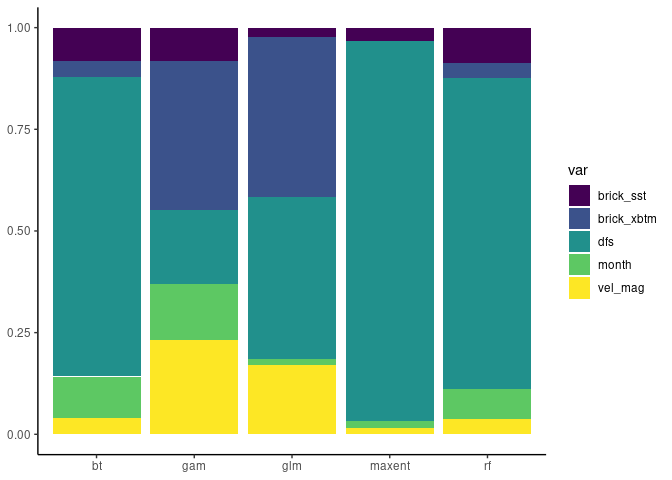 1.00
0.75
0.50
0.25
0.00
bt gam glm maxent rf
var
brick_sst
brick_xbtm
dfs
month
vel_mag